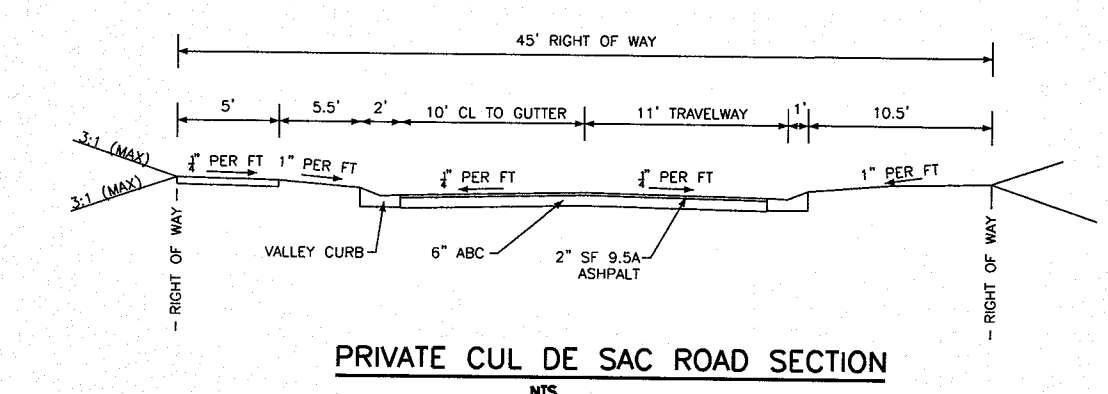 45' RIGHT OF WAY
5'
5.5'
2'
10' CL TO GUTTER
11' TRAVELWAY
1'
10.5'
3:1 (MAX)
3:1 (MAX)
¼" PER FT
1" PER FT
¼" PER FT
¼" PER FT
1" PER FT
VALLEY CURB
6" ABC
2" SF 9.5A
ASHPALT
RIGHT OF WAY
RIGHT OF WAY
PRIVATE CUL DE SAC ROAD SECTION
NTS